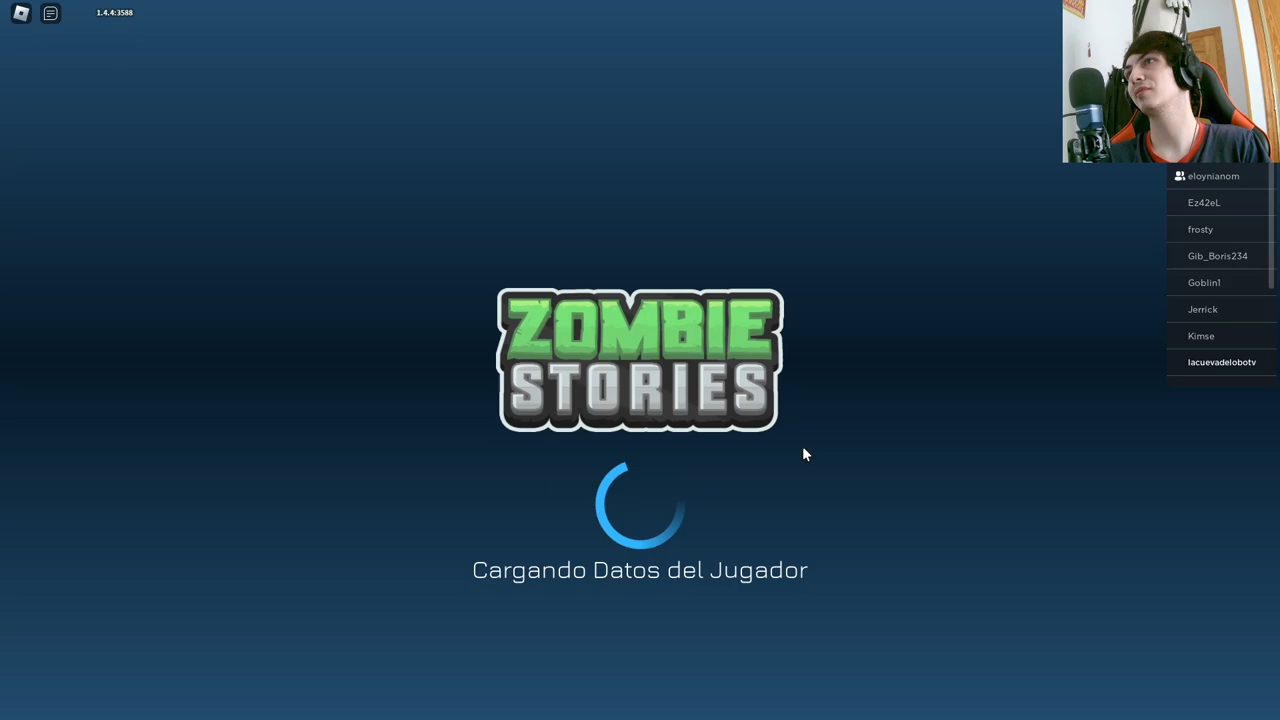 1.4.4:3588
eloynianom
Ez42eL
frosty
Gib_Boris234
Goblin1
Jerrick
Kimse
lacuevadelobotv
ZOMBIE
STORIES
Cargando Datos del Jugador